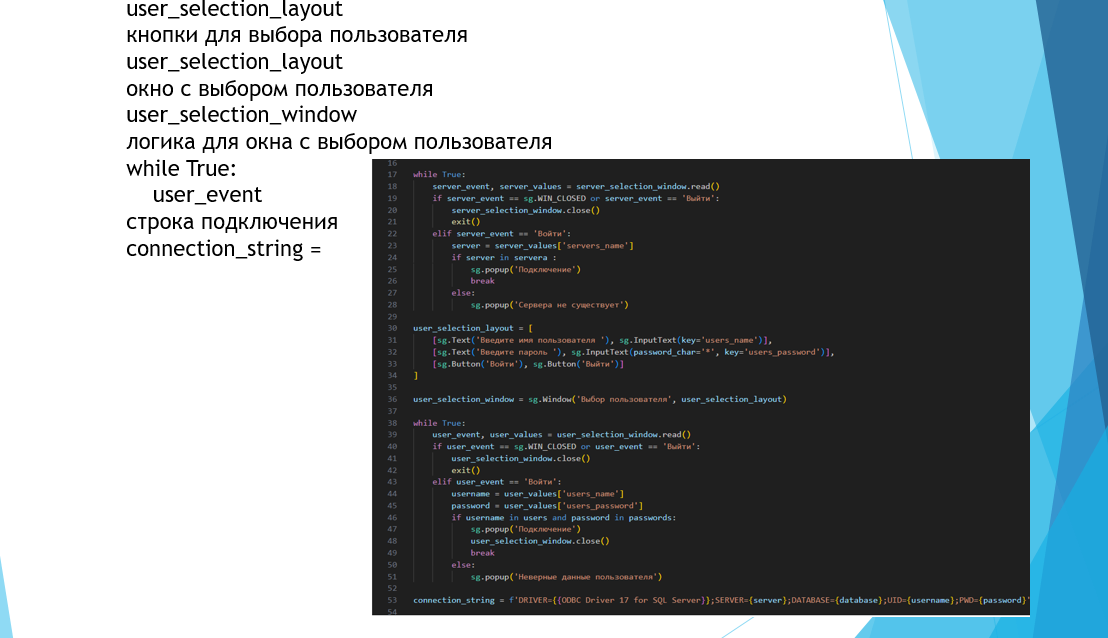 user_selection_layout
кнопки для выбора пользователя
user_selection_layout
окно с выбором пользователя
user_selection_window
логика для окна с выбором пользователя
while True:
    user_event
строка подключения
connection_string =
16
17 while True:
18     server_event, server_values = server_selection_window.read()
19     if server_event == sg.WIN_CLOSED or server_event == 'Выйти':
20         server_selection_window.close()
21         exit()
22     elif server_event == 'Войти':
23         server = server_values['servers_name']
24         if server in servera :
25             sg.popup('Подключение')
26             break
27         else:
28             sg.popup('Сервера не существует')
29
30 user_selection_layout = [
31     [sg.Text('Введите имя пользователя '), sg.InputText(key='users_name')],
32     [sg.Text('Введите пароль '), sg.InputText(password_char='*', key='users_password')],
33     [sg.Button('Войти'), sg.Button('Выйти')]
34 ]
35
36 user_selection_window = sg.Window('Выбор пользователя', user_selection_layout)
37
38 while True:
39     user_event, user_values = user_selection_window.read()
40     if user_event == sg.WIN_CLOSED or user_event == 'Выйти':
41         user_selection_window.close()
42         exit()
43     elif user_event == 'Войти':
44         username = user_values['users_name']
45         password = user_values['users_password']
46         if username in users and password in passwords:
47             sg.popup('Подключение')
48             user_selection_window.close()
49             break
50         else:
51             sg.popup('Неверные данные пользователя')
52
53 connection_string = f'DRIVER={{ODBC Driver 17 for SQL Server}};SERVER={server};DATABASE={database};UID={username};PWD={password}'
54